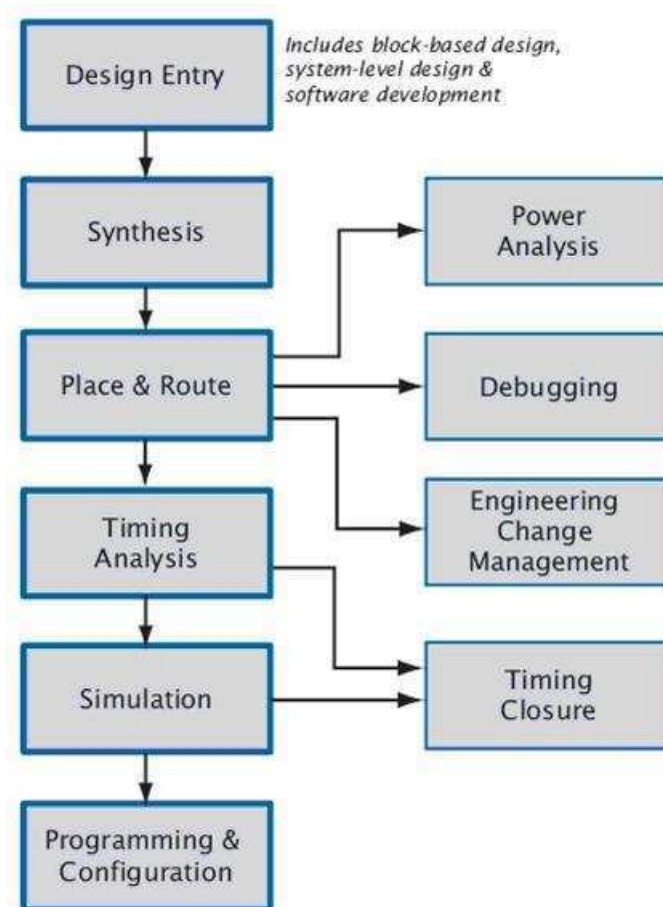 Design Entry
Includes block-based design,
system-level design &
software development
Synthesis
Power
Analysis
Place & Route
Debugging
Timing
Analysis
Engineering
Change
Management
Simulation
Timing
Closure
Programming &
Configuration